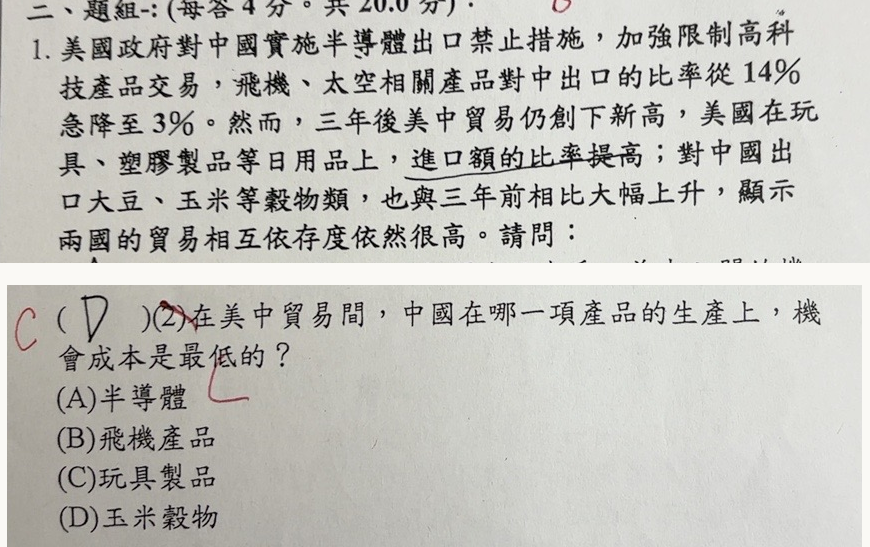 二、題組-: (每答 4 分。共 20.0 分)：
1. 美國政府對中國實施半導體出口禁止措施，加強限制高科
技產品交易，飛機、太空相關產品對中出口的比率從 14%
急降至 3%。然而，三年後美中貿易仍創下新高，美國在玩
具、塑膠製品等日用品上，進口額的比率提高；對中國出
口大豆、玉米等穀物類，也與三年前相比大幅上升，顯示
兩國的貿易相互依存度依然很高。請問：
C ( D )(2)在美中貿易間，中國在哪一項產品的生產上，機
會成本是最低的？
(A)半導體
(B)飛機產品
(C)玩具製品
(D)玉米穀物